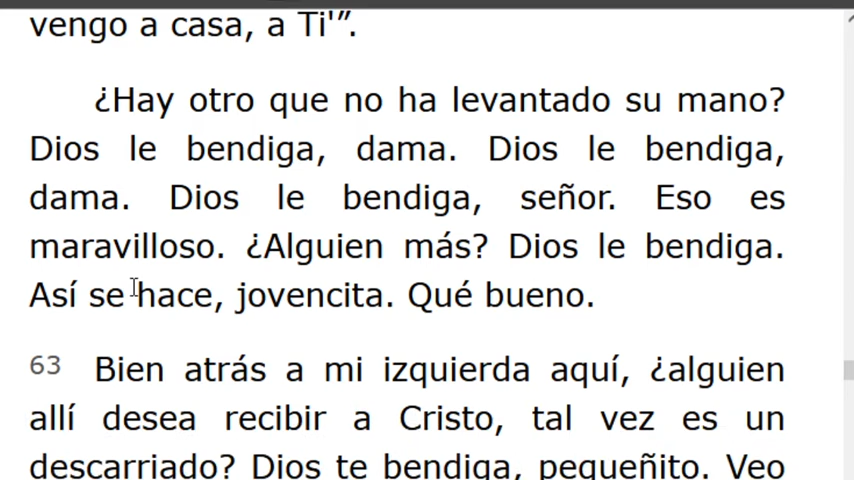 vengo a casa, a Ti'”.
¿Hay otro que no ha levantado su mano?
Dios le bendiga, dama. Dios le bendiga,
dama. Dios le bendiga, señor. Eso es
maravilloso. ¿Alguien más? Dios le bendiga.
Así se hace, jovencita. Qué bueno.
63 Bien atrás a mi izquierda aquí, ¿alguien
allí desea recibir a Cristo, tal vez es un
descarriado? Dios te bendiga, pequeñito. Veo